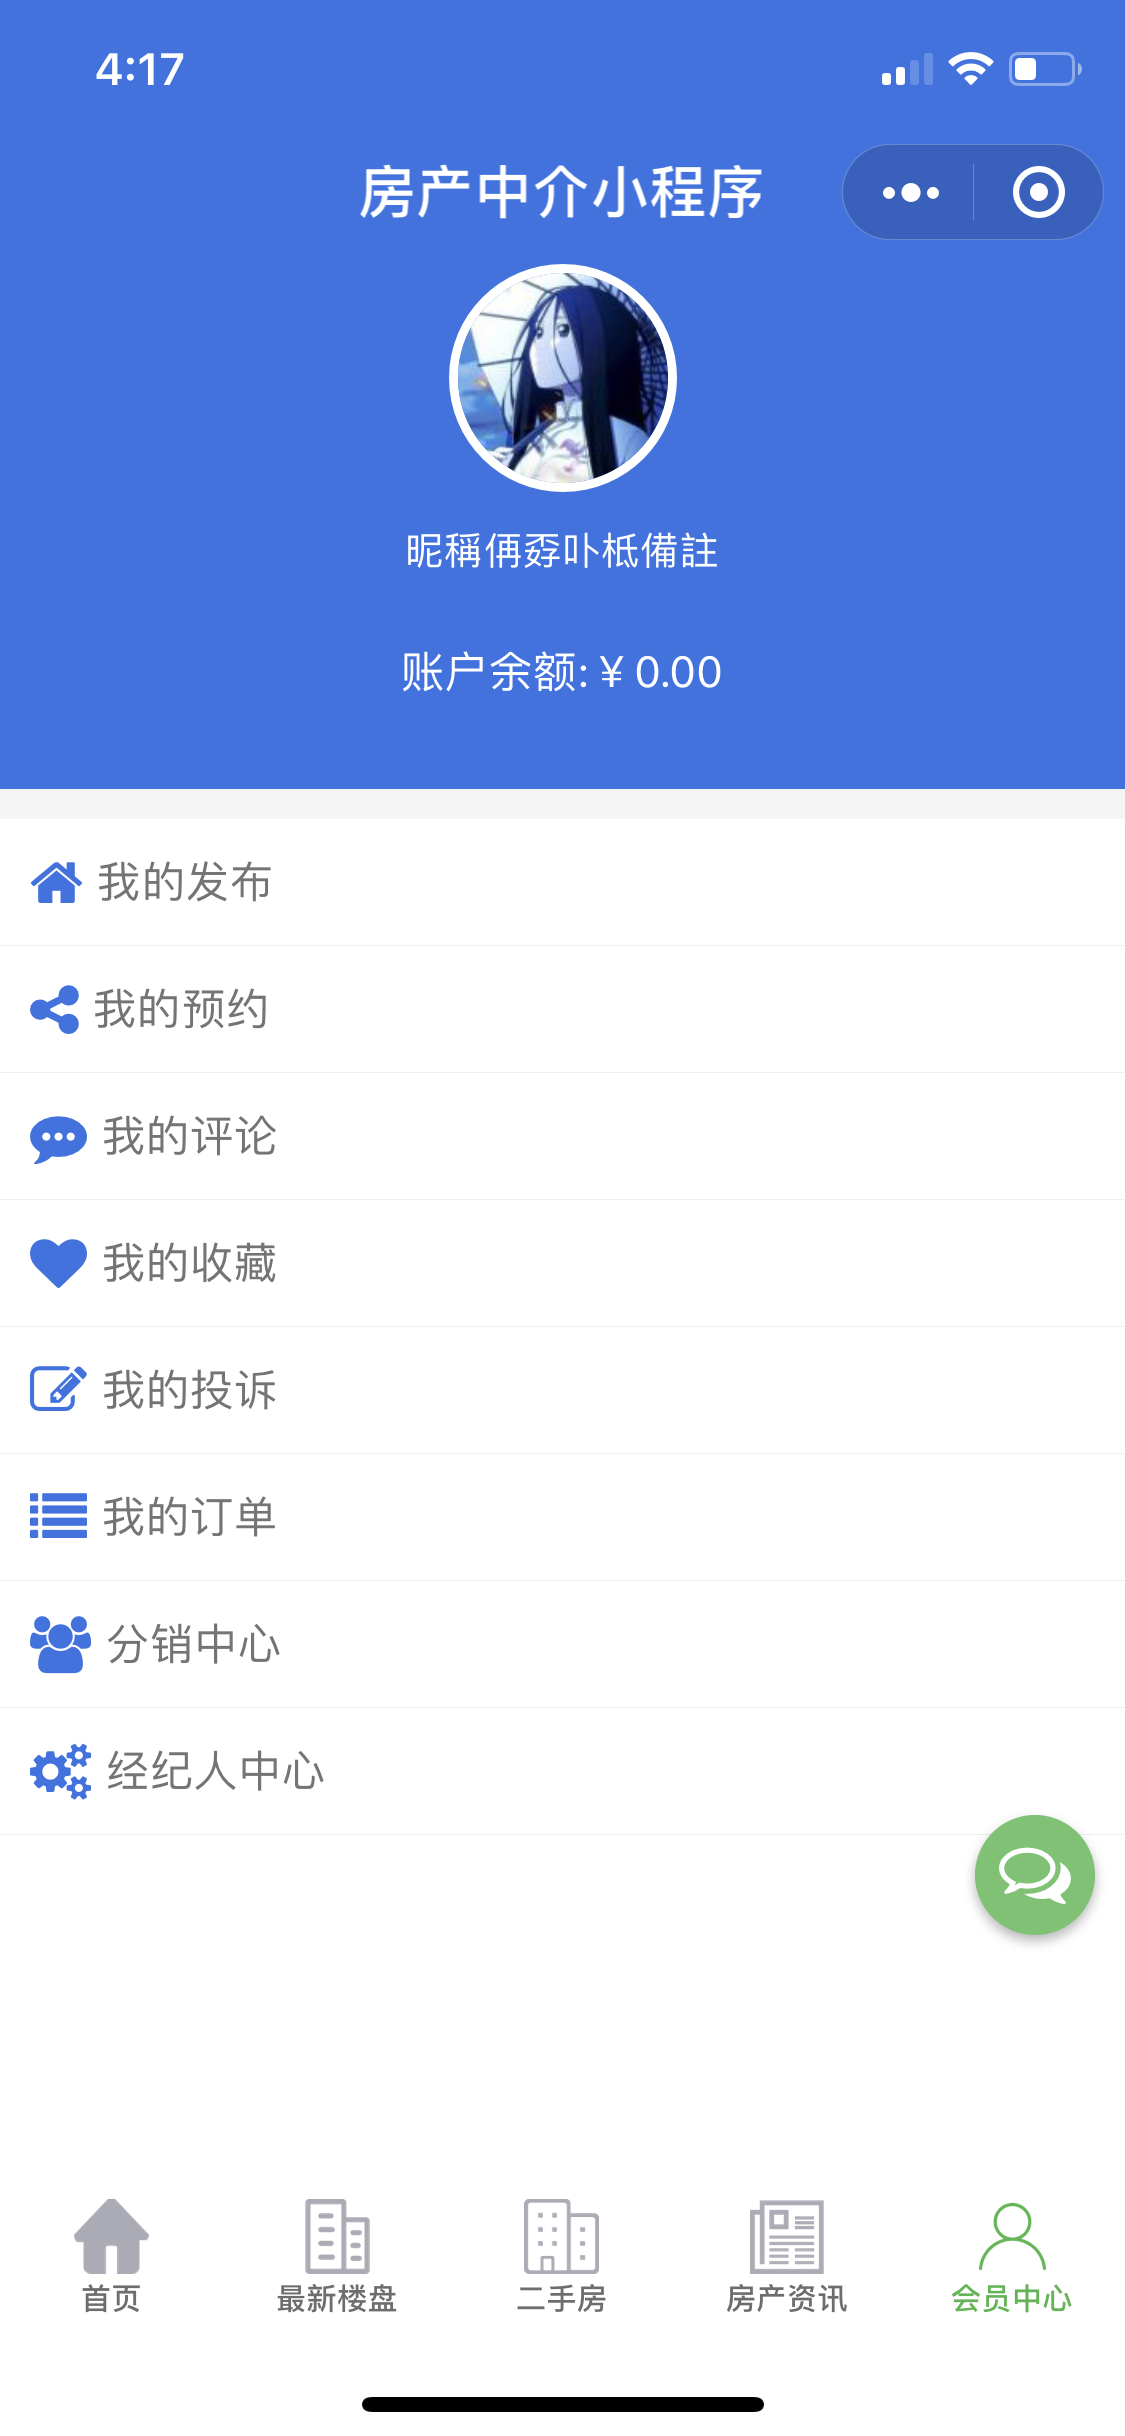 4:17
房产中介小程序
昵稱侢孬卟柢備註
账户余额: ¥ 0.00
我的发布
我的预约
我的评论
我的收藏
我的投诉
我的订单
分销中心
经纪人中心
首页
最新楼盘
二手房
房产资讯
会员中心